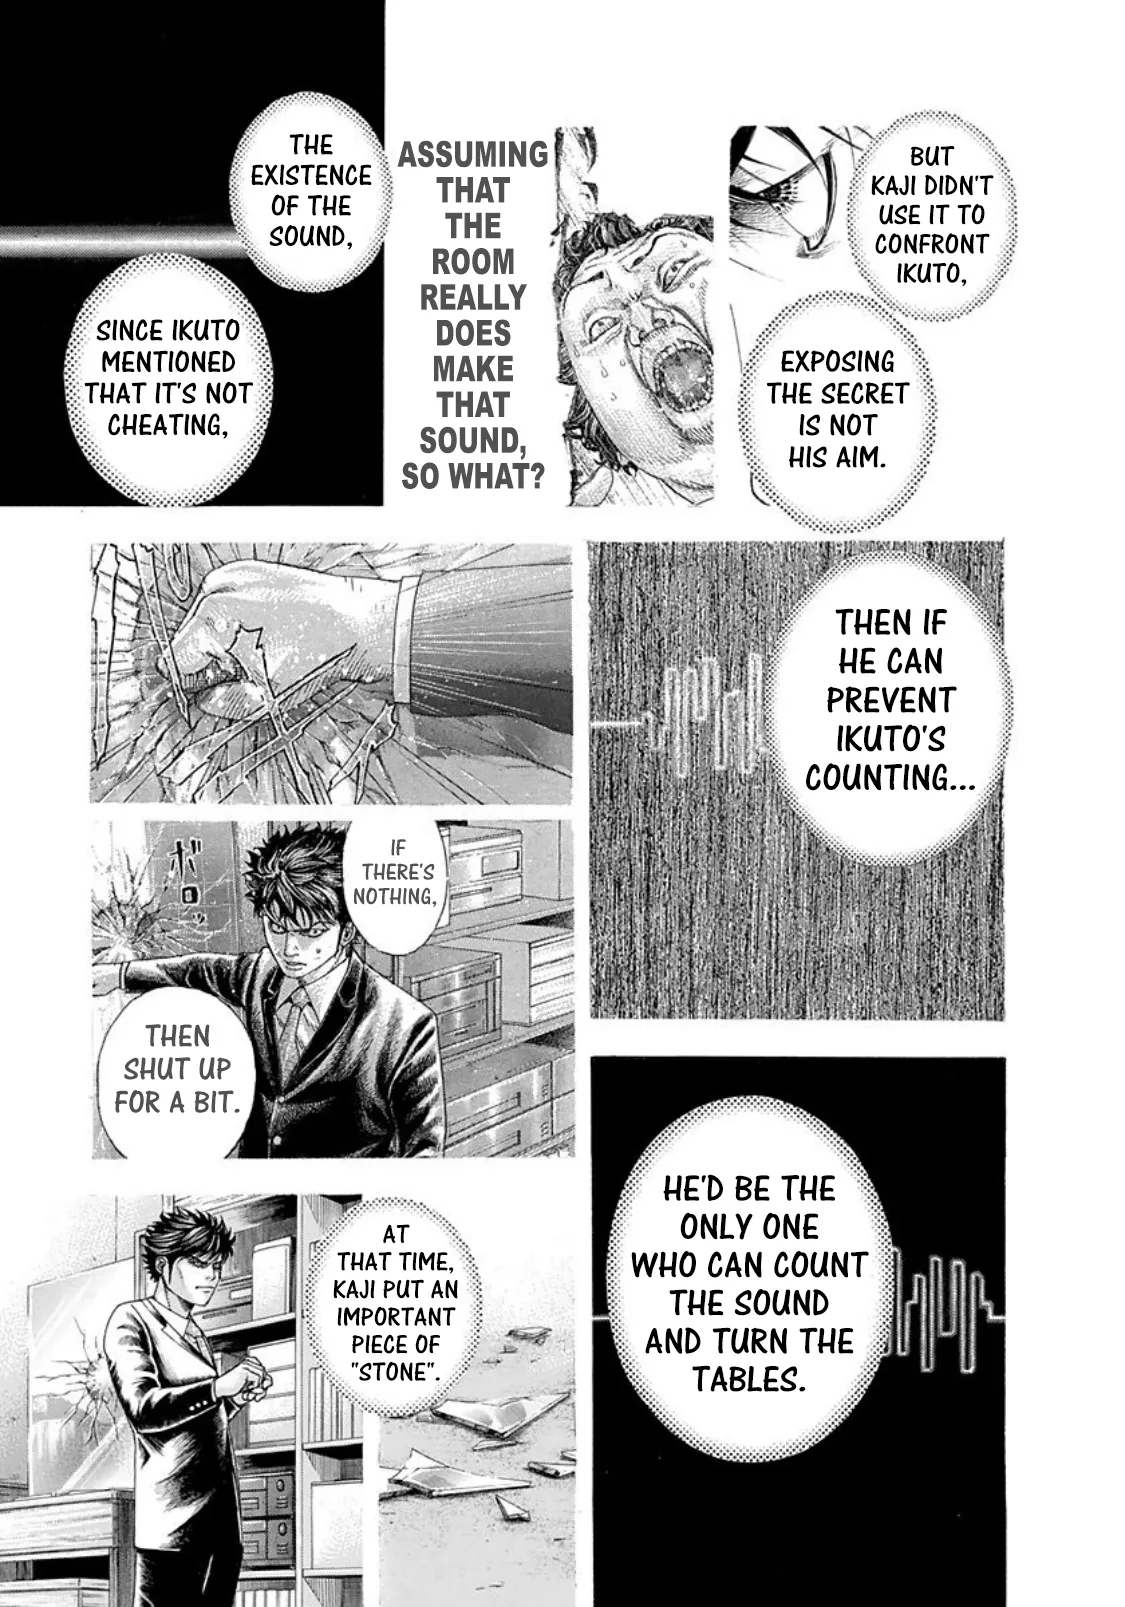 BUT
KAJI DIDN'T
USE IT TO
CONFRONT
IKUTO,
EXPOSING
THE SECRET
IS NOT
HIS AIM.
ASSUMING
THAT
THE
ROOM
REALLY
DOES
MAKE
THAT
SOUND,
SO WHAT?
THE
EXISTENCE
OF THE
SOUND,
SINCE IKUTO
MENTIONED
THAT IT'S NOT
CHEATING,
THEN IF
HE CAN
PREVENT
IKUTO'S
COUNTING...
HE'D BE THE
ONLY ONE
WHO CAN COUNT
THE SOUND
AND TURN THE
TABLES.
IF
THERE'S
NOTHING,
ボロッ
THEN
SHUT UP
FOR A BIT.
AT
THAT TIME,
KAJI PUT AN
IMPORTANT
PIECE OF
"STONE".